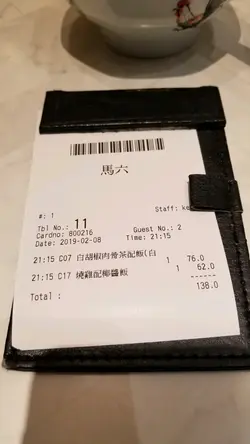 馬六
#: 1 Staff:
Tbl No.: 11
Cardno: 800216 Guest No.: 2
Date: 2019-02-08 Time: 21:15
21:15 C07 白胡椒肉骨茶配飯(白 1 76.0
21:15 C17 燒雞配椰醬飯 1 62.0
------
Total : 138.0